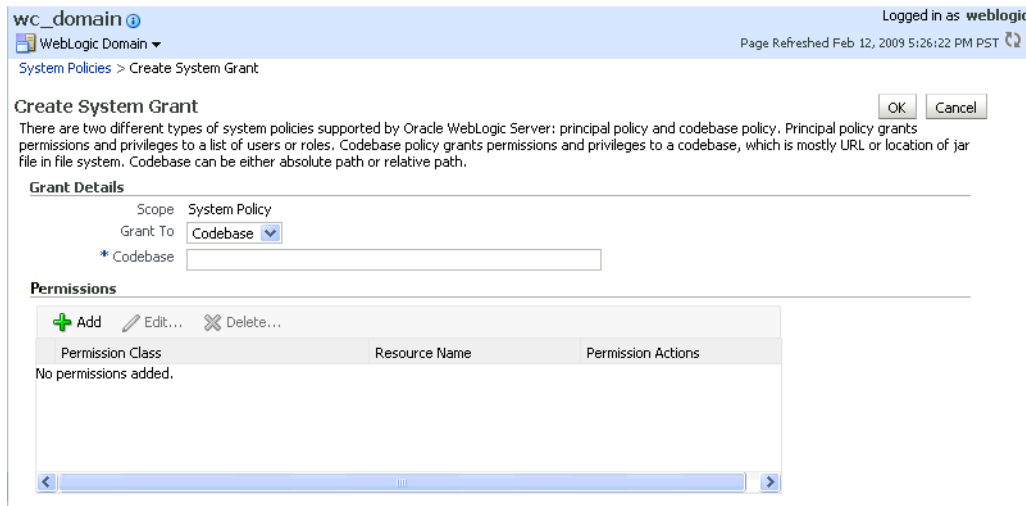 wc_domain
Logged in as weblogic
WebLogic Domain
Page Refreshed Feb 12, 2009 5:26:22 PM PST
System Policies > Create System Grant
Create System Grant
OK
Cancel
There are two different types of system policies supported by Oracle WebLogic Server: principal policy and codebase policy. Principal policy grants
permissions and privileges to a list of users or roles. Codebase policy grants permissions and privileges to a codebase, which is mostly URL or location of jar
file in file system. Codebase can be either absolute path or relative path.
Grant Details
Scope System Policy
Grant To Codebase
* Codebase
Permissions
Add Edit... Delete...
Permission Class Resource Name Permission Actions
No permissions added.